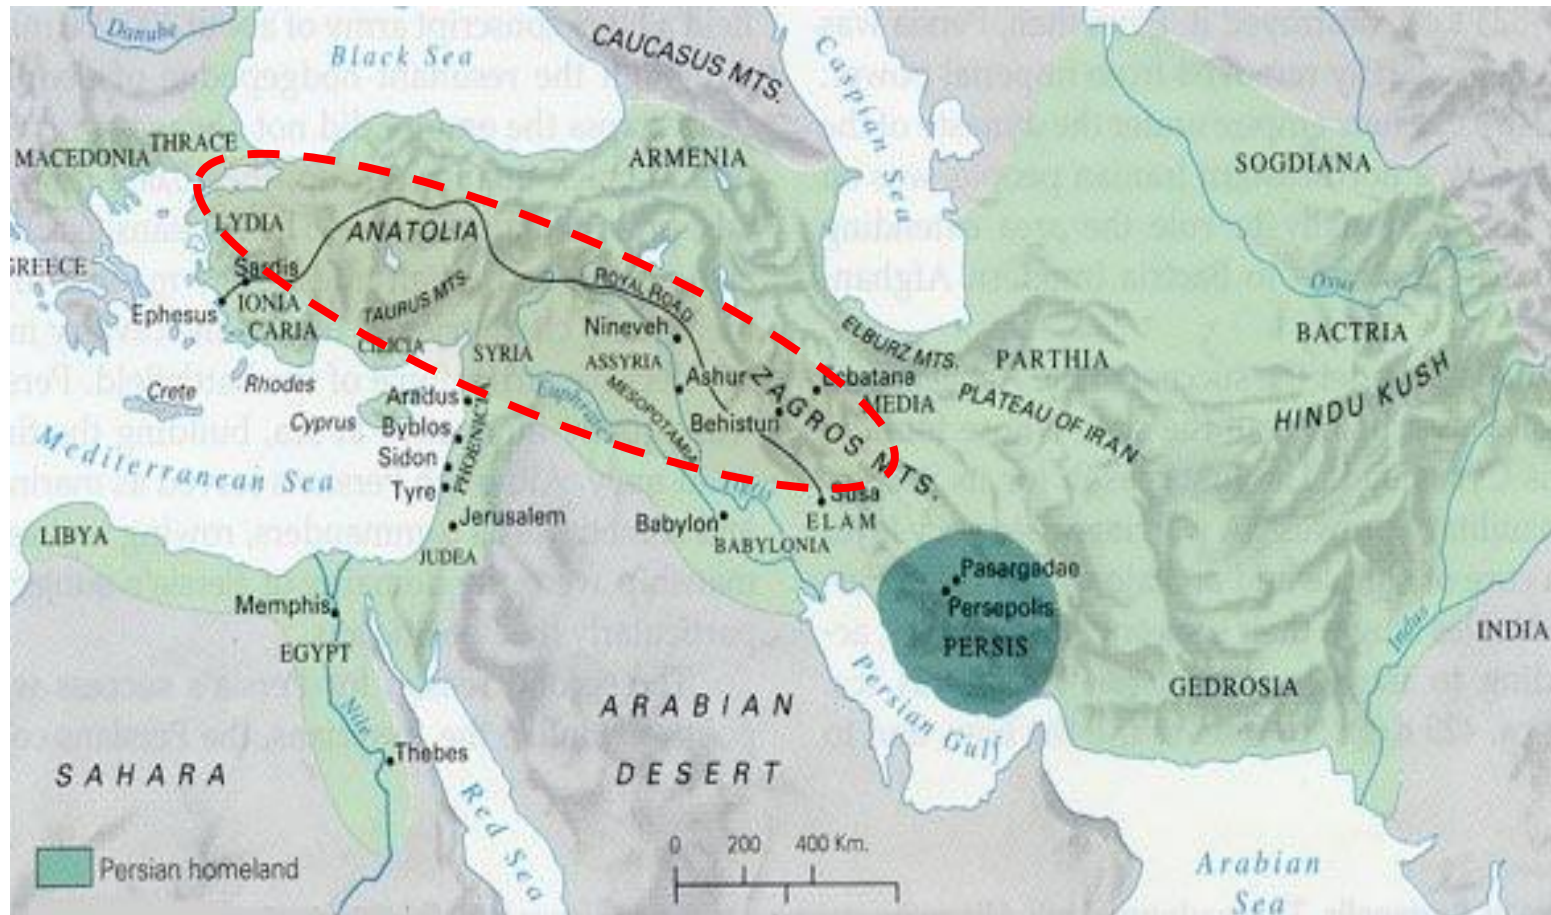 Danube
Black Sea
CAUCASUS MTS.
Caspian Sea
THRACE
MACEDONIA
ARMENIA
SOGDIANA
LYDIA
ANATOLIA
GREECE
Sardis
ROYAL ROAD
Oxus
Ephesus
IONIA
TAURUS MTS.
CARIA
Nineveh
ELBURZ MTS.
BACTRIA
CILICIA
SYRIA
ASSYRIA
PARTHIA
HINDU KUSH
Crete
Rhodes
Aradus
Euphrates
MESOPOTAMIA
Ashur
ZAGROS MTS.
Ecbatana
MEDIA
PLATEAU OF IRAN
Cyprus
Byblos
PHOENICIA
Behistun
Mediterranean Sea
Sidon
Tyre
Tigris
Susa
LIBYA
Jerusalem
Babylon
ELAM
JUDEA
BABYLONIA
Pasargadae
Memphis
Persepolis
Indus
INDIA
EGYPT
PERSIS
Persian Gulf
GEDROSIA
Nile
ARABIAN
DESERT
Thebes
SAHARA
Red Sea
0 200 400 Km.
Persian homeland
Arabian
Sea